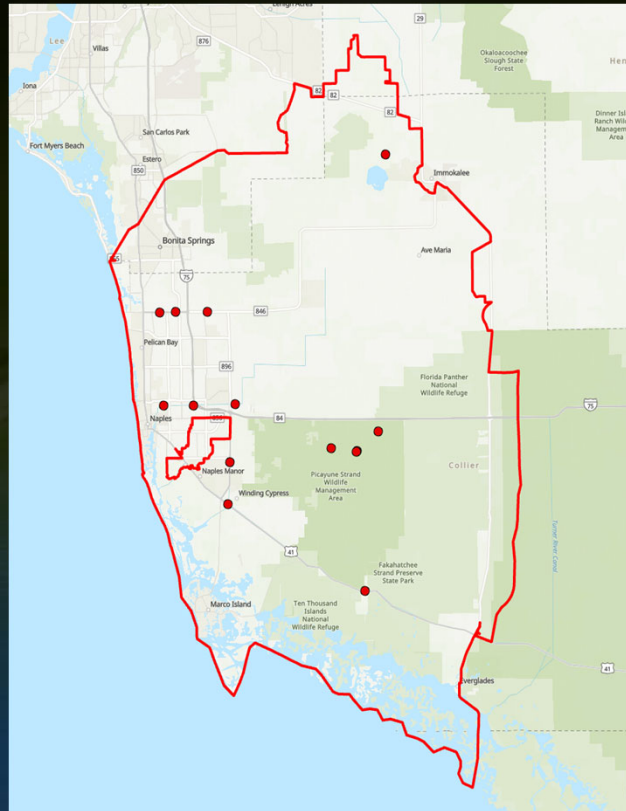 Lehigh Acres
29
Lee
876
Villas
Okaloacoochee
Slough State
Forest
Hen
Iona
82
82
82
Dinner Isl
Ranch Wild
Managem
Area
San Carlos Park
Fort Myers Beach
Estero
850
Immokalee
Bonita Springs
Ave Maria
75
846
Pelican Bay
896
Florida Panther
National
Wildlife Refuge
75
Naples
84
Collier
Naples Manor
Picayune Strand
Wildlife
Management
Area
Winding Cypress
Turner River Canal
41
Fakahatchee
Strand Preserve
State Park
Marco Island
Ten Thousand
Islands
National
Wildlife Refuge
41
Everglades